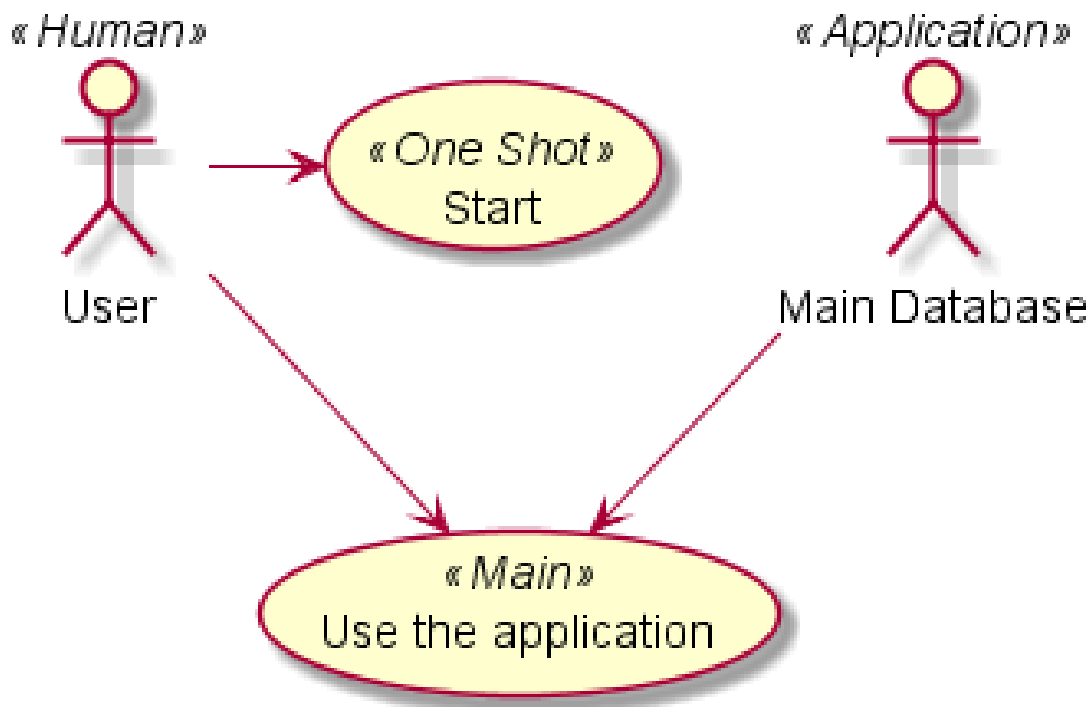 «Human»
«Application»
«One Shot»
Start
User
Main Database
«Main»
Use the application